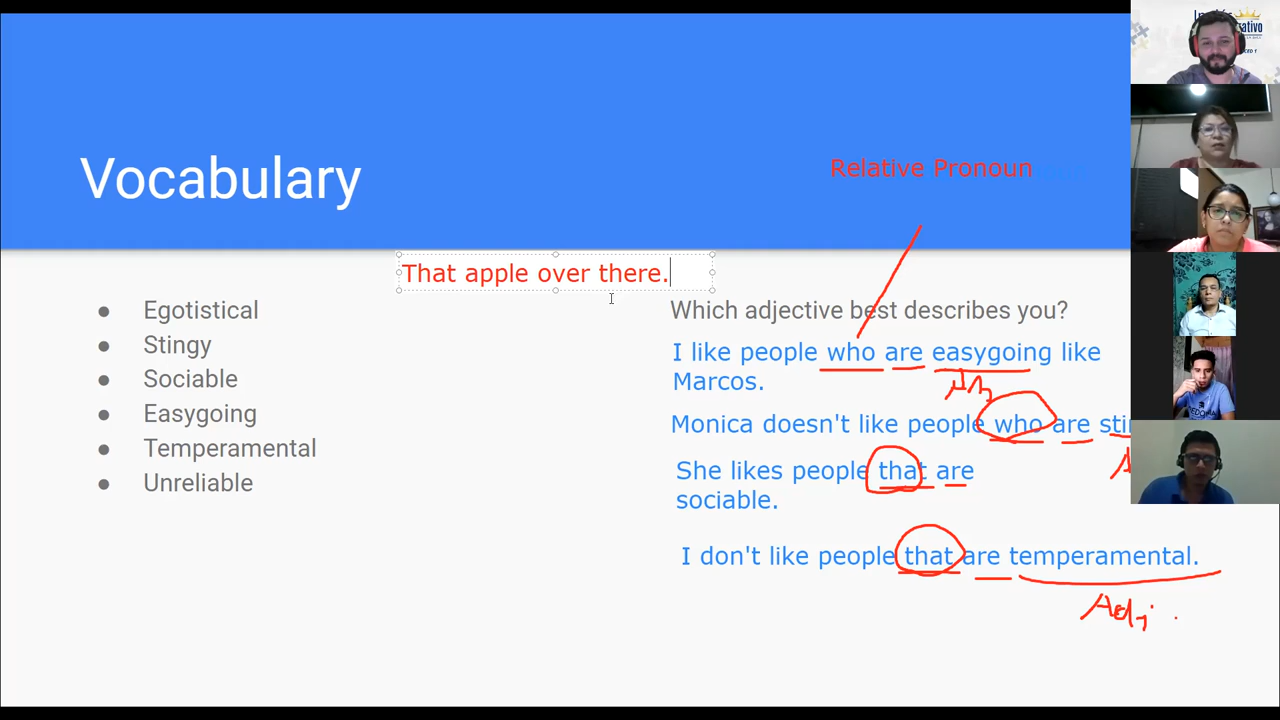 Vocabulary
Relative Pronoun
That apple over there.
Egotistical
Stingy
Sociable
Easygoing
Temperamental
Unreliable
Which adjective best describes you?
I like people who are easygoing like
Marcos.
Monica doesn't like people who are
She likes people that are
sociable.
I don't like people that are temperamental.
Adj